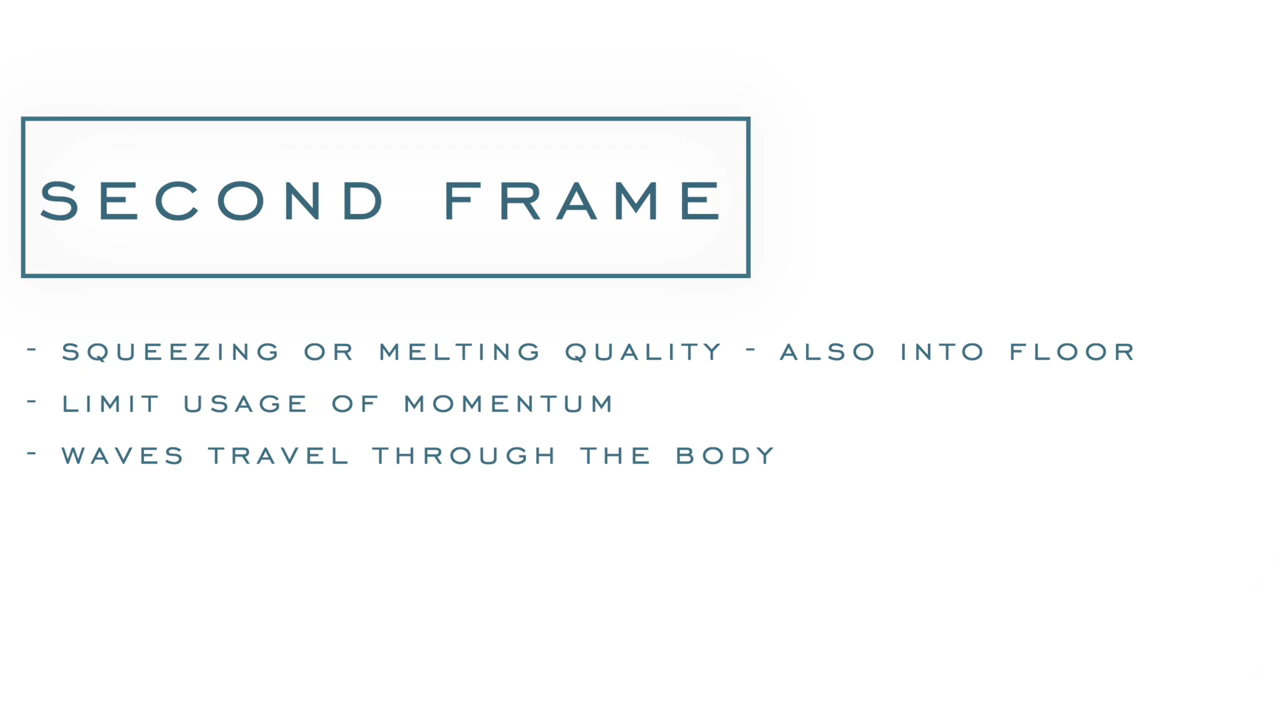 SECOND FRAME
- SQUEEZING OR MELTING QUALITY - ALSO INTO FLOOR
- LIMIT USAGE OF MOMENTUM
- WAVES TRAVEL THROUGH THE BODY